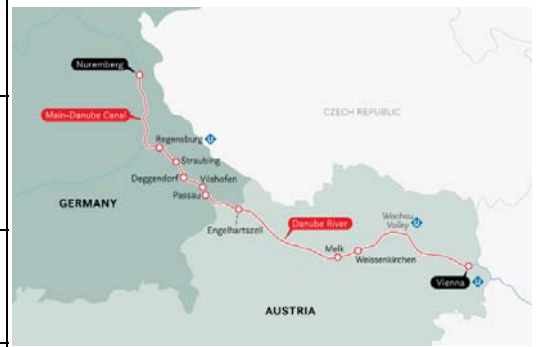 Nuremberg
Main-Danube Canal
CZECH REPUBLIC
Regensburg
Straubing
Deggendorf
Vilshofen
Passau
GERMANY
Engelhartszell
Danube River
Wachau
Valley
Melk
Weissenkirchen
Vienna
AUSTRIA